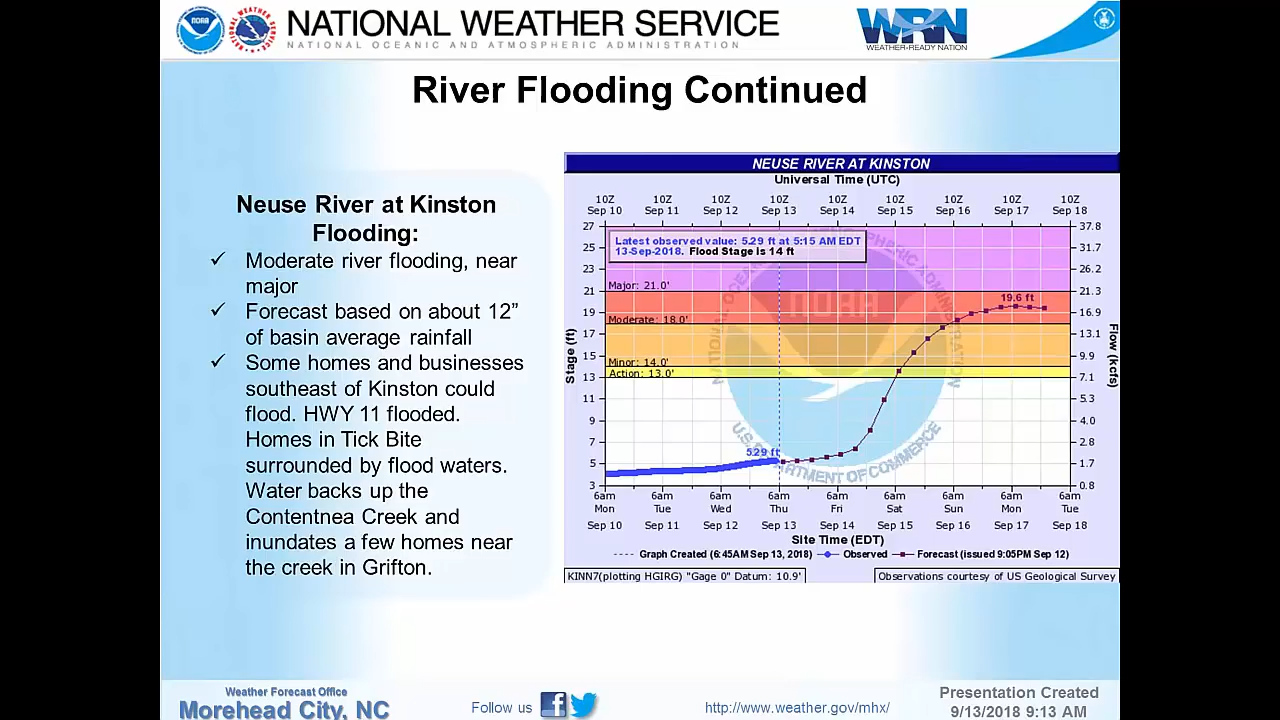 NOAA
NATIONAL WEATHER SERVICE
NATIONAL OCEANIC AND ATMOSPHERIC ADMINISTRATION
WRN
WEATHER-READY NATION
River Flooding Continued
Neuse River at Kinston
Flooding:
✓ Moderate river flooding, near
major
✓ Forecast based on about 12”
of basin average rainfall
✓ Some homes and businesses
southeast of Kinston could
flood. HWY 11 flooded.
Homes in Tick Bite
surrounded by flood waters.
Water backs up the
Contentnea Creek and
inundates a few homes near
the creek in Grifton.
NEUSE RIVER AT KINSTON
Universal Time (UTC)
10Z 10Z 10Z 10Z 10Z 10Z 10Z 10Z 10Z
Sep 10 Sep 11 Sep 12 Sep 13 Sep 14 Sep 15 Sep 16 Sep 17 Sep 18
27 37.8
Latest observed value: 5.29 ft at 5:15 AM EDT
25 31.7
13-Sep-2018. Flood Stage is 14 ft
23 26.2
Major: 21.0'
21 21.3
19.6 ft
19 16.9
Moderate: 18.0'
17 13.1
15 9.9
Minor: 14.0'
Action: 13.0'
13 7.1
11 5.3
9 4.0
7 2.8
5.29 ft
5 1.7
3 0.8
Stage (ft)
Flow (kcfs)
NOAA
U.S. DEPARTMENT OF COMMERCE
6am 6am 6am 6am 6am 6am 6am 6am 6am
Mon Tue Wed Thu Fri Sat Sun Mon Tue
Sep 10 Sep 11 Sep 12 Sep 13 Sep 14 Sep 15 Sep 16 Sep 17 Sep 18
Site Time (EDT)
Graph Created (6:45AM Sep 13, 2018) Observed Forecast (issued 9:05PM Sep 12)
KINN7(plotting HGIRG) "Gage 0" Datum: 10.9'
Observations courtesy of US Geological Survey
Weather Forecast Office
Morehead City, NC
Follow us
http://www.weather.gov/mhx/
Presentation Created
9/13/2018 9:13 AM